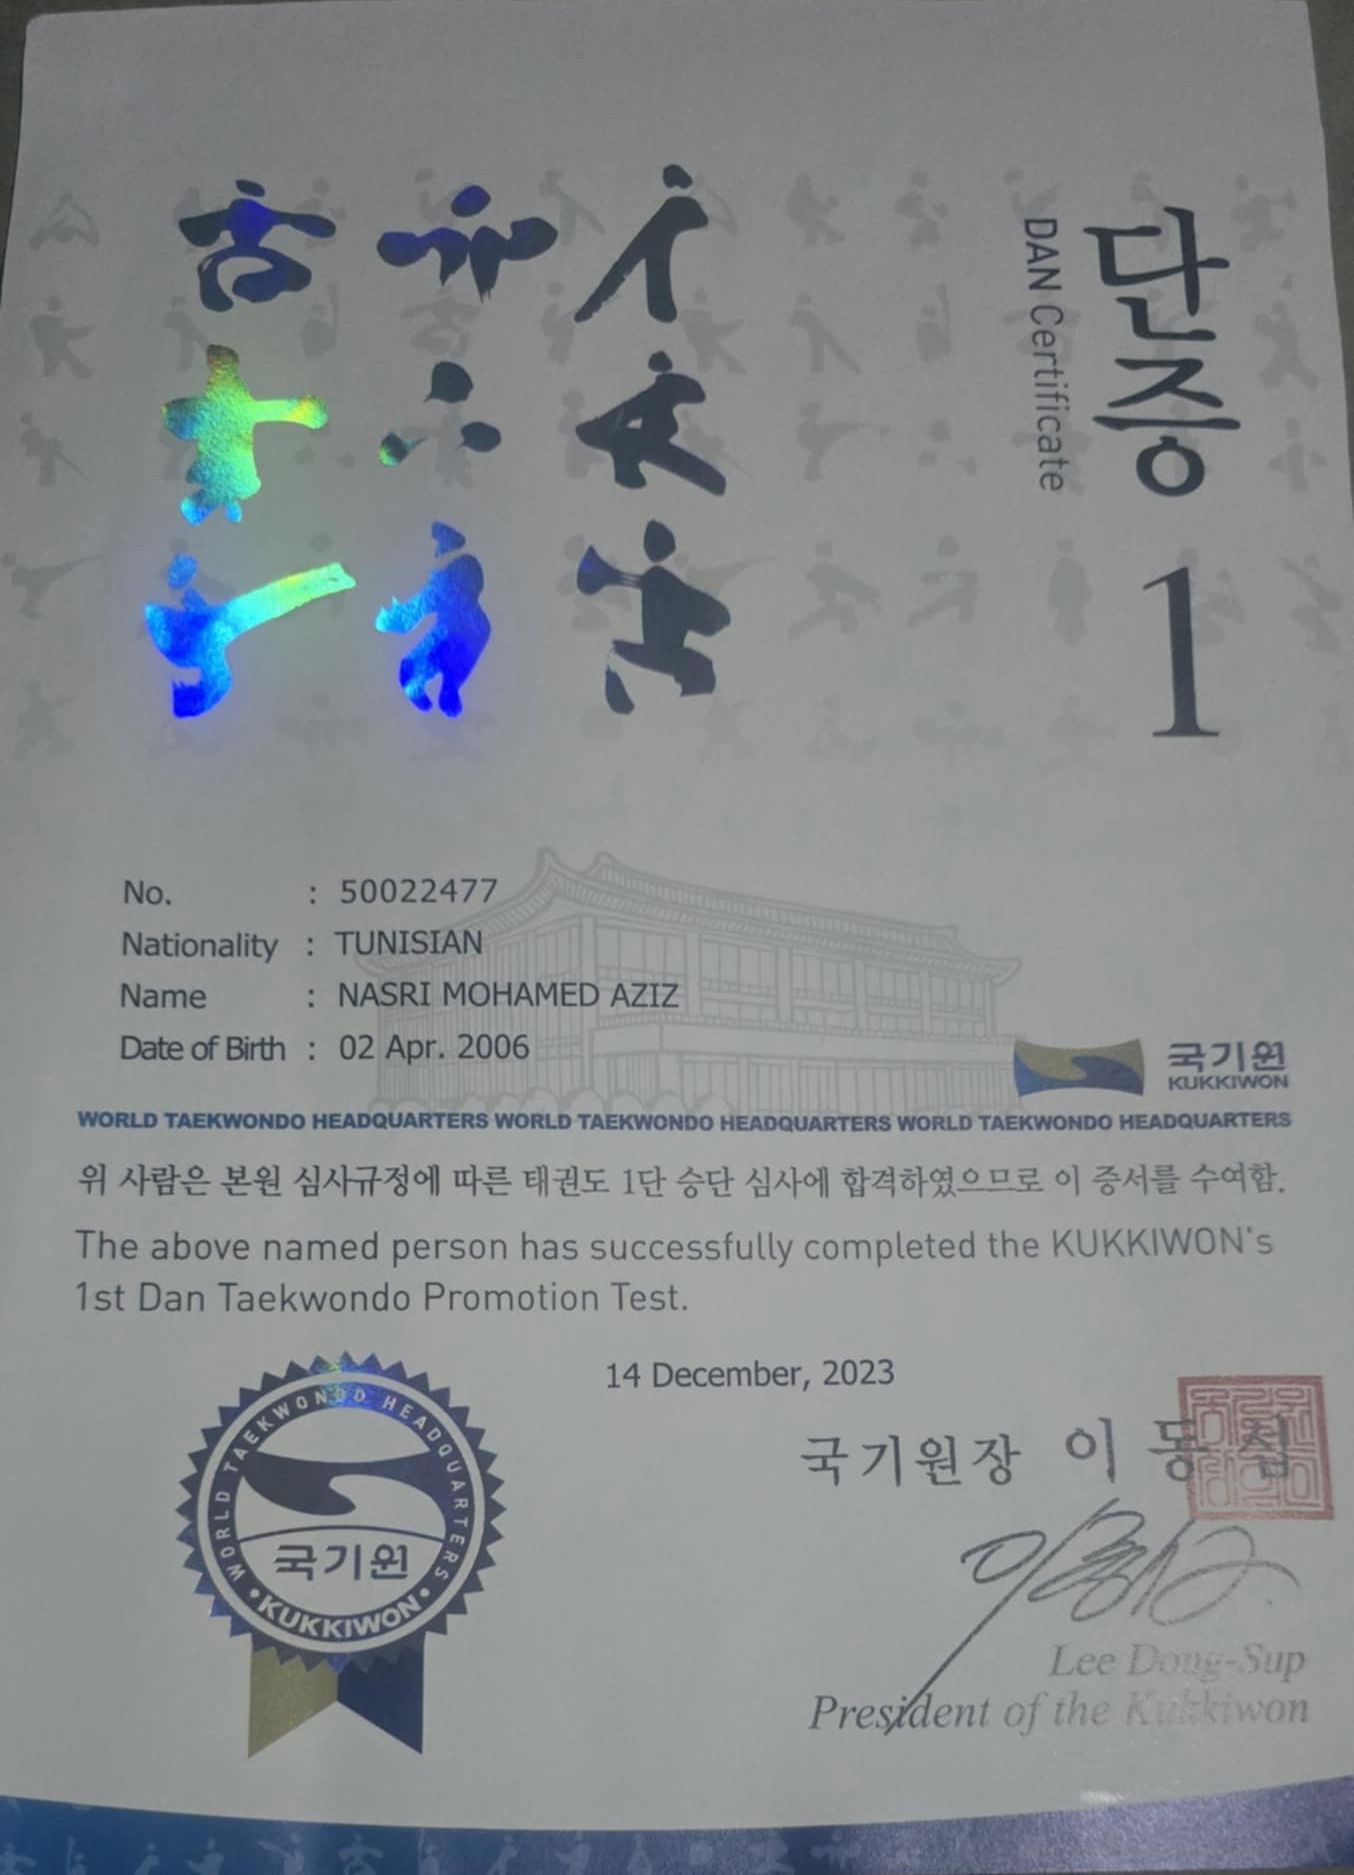 단증 1
DAN Certificate
No. : 50022477
Nationality : TUNISIAN
Name : NASRI MOHAMED AZIZ
Date of Birth : 02 Apr. 2006
국기원
KUKKIWON
WORLD TAEKWONDO HEADQUARTERS WORLD TAEKWONDO HEADQUARTERS WORLD TAEKWONDO HEADQUARTERS
위 사람은 본원 심사규정에 따른 태권도 1단 승단 심사에 합격하였으므로 이 증서를 수여함.
The above named person has successfully completed the KUKKIWON's
1st Dan Taekwondo Promotion Test.
14 December, 2023
국기원장 이 동 섭
Lee Dong-Sup
President of the Kukkiwon
WORLD TAEKWONDO HEADQUARTERS
국기원
KUKKIWON